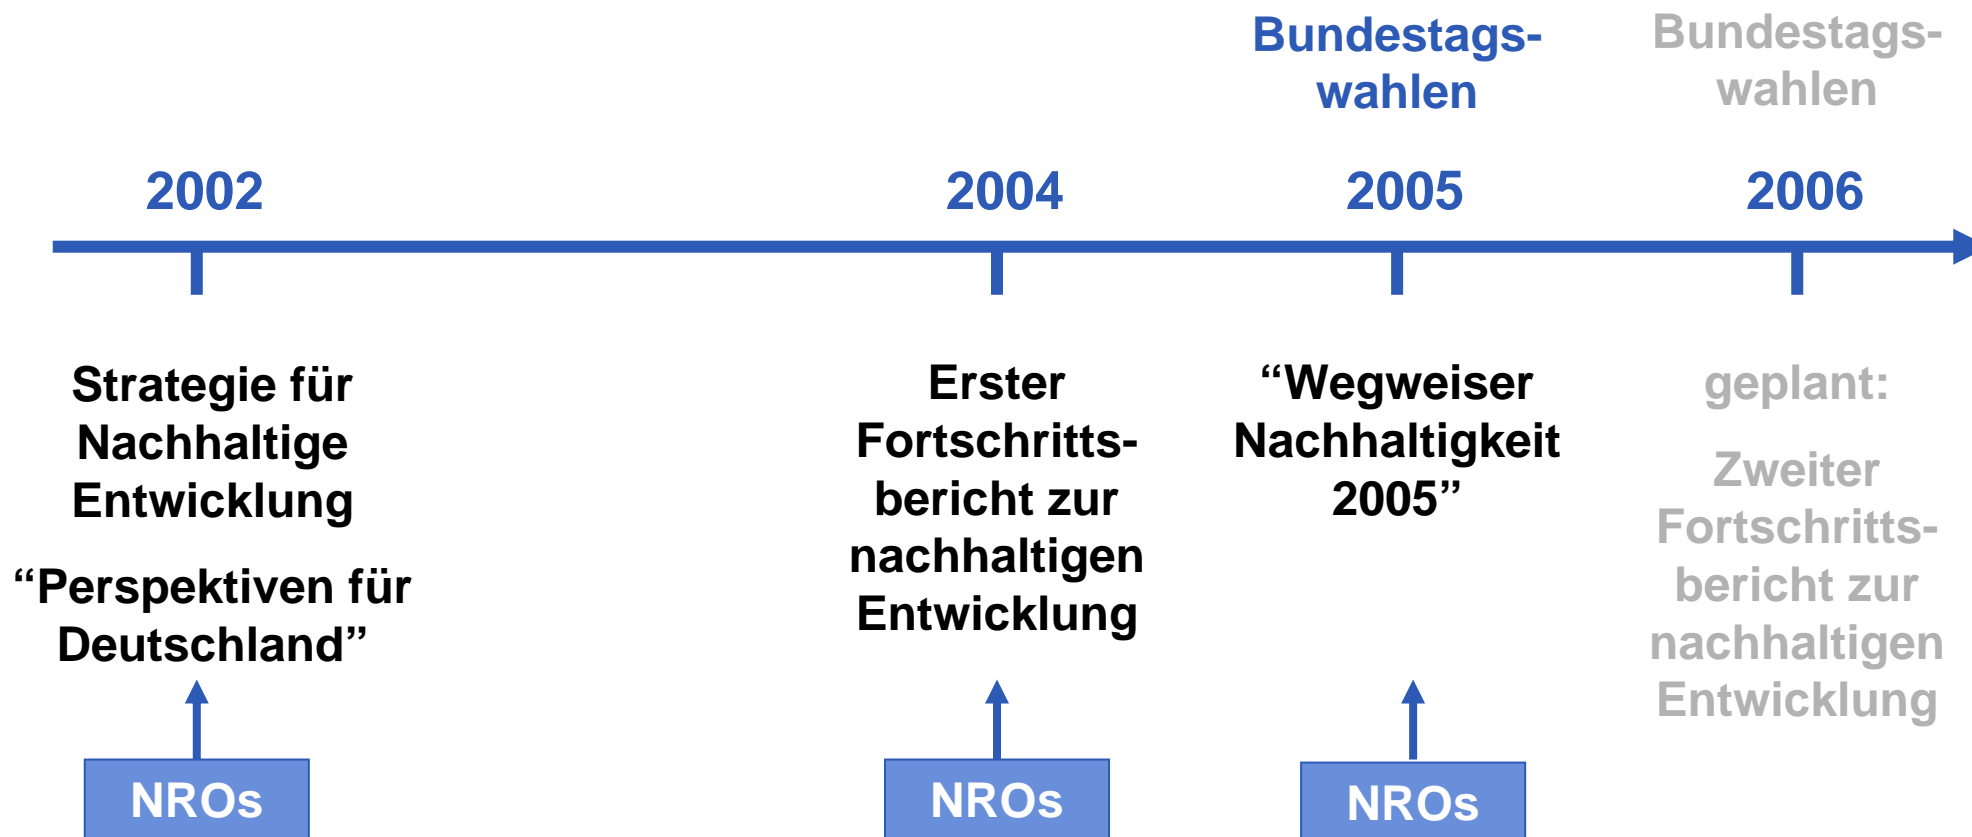 Bundestags-
wahlen
Bundestags-
wahlen
2002
2004
2005
2006
Strategie für
Nachhaltige
Entwicklung
“Perspektiven für
Deutschland”
Erster
Fortschritts-
bericht zur
nachhaltigen
Entwicklung
“Wegweiser
Nachhaltigkeit
2005”
geplant:
Zweiter
Fortschritts-
bericht zur
nachhaltigen
Entwicklung
NROs
NROs
NROs